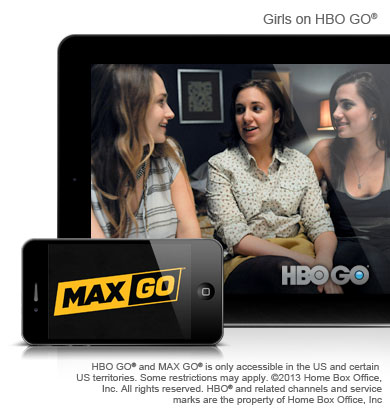 Girls on HBO GO®
HBO GO
MAX GO
HBO GO® and MAX GO® is only accessible in the US and certain
US territories. Some restrictions may apply. ©2013 Home Box Office,
Inc. All rights reserved. HBO® and related channels and service
marks are the property of Home Box Office, Inc